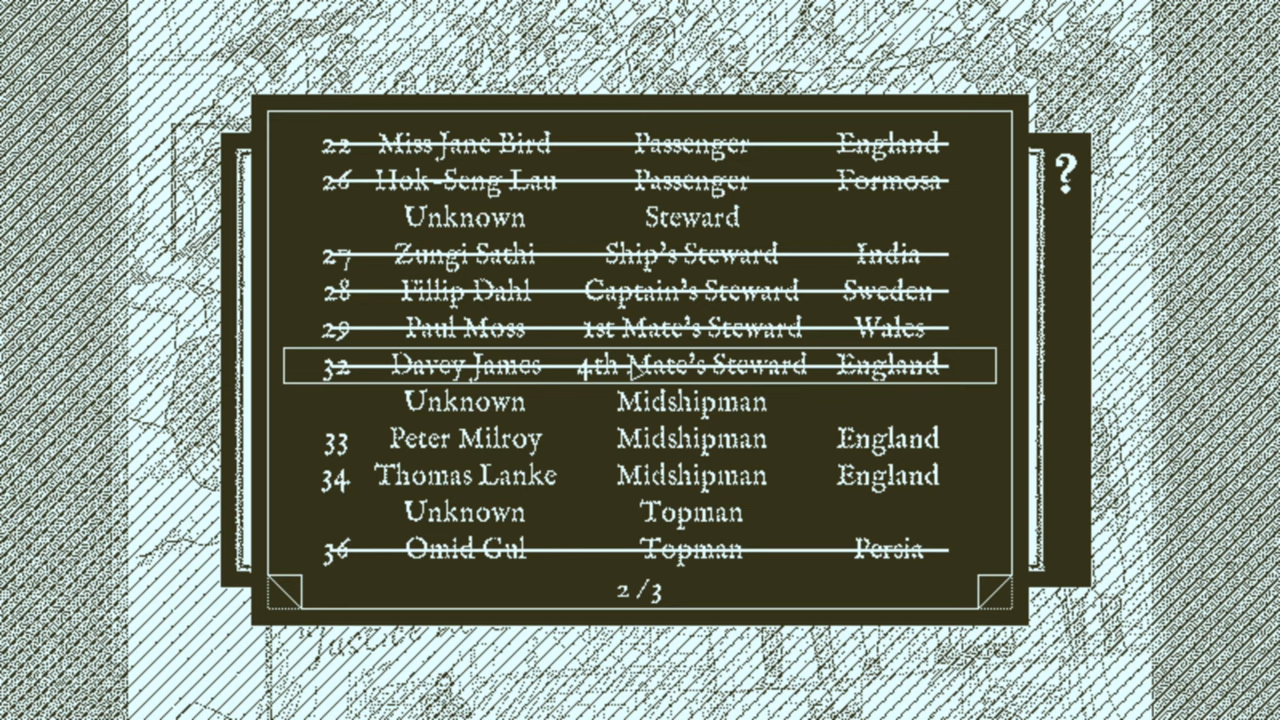 22 Miss Jane Bird Passenger England
?
26 Hok-Seng Lau Passenger Formosa
Unknown Steward
27 Zungi Sathi Ship's Steward India
28 Fillip Dahl Captain's Steward Sweden
29 Paul Moss 1st Mate's Steward Wales
32 Davey James 4th Mate's Steward England
Unknown Midshipman
33 Peter Milroy Midshipman England
34 Thomas Lanke Midshipman England
Unknown Topman
36 Omid Gul Topman Persia
2/3